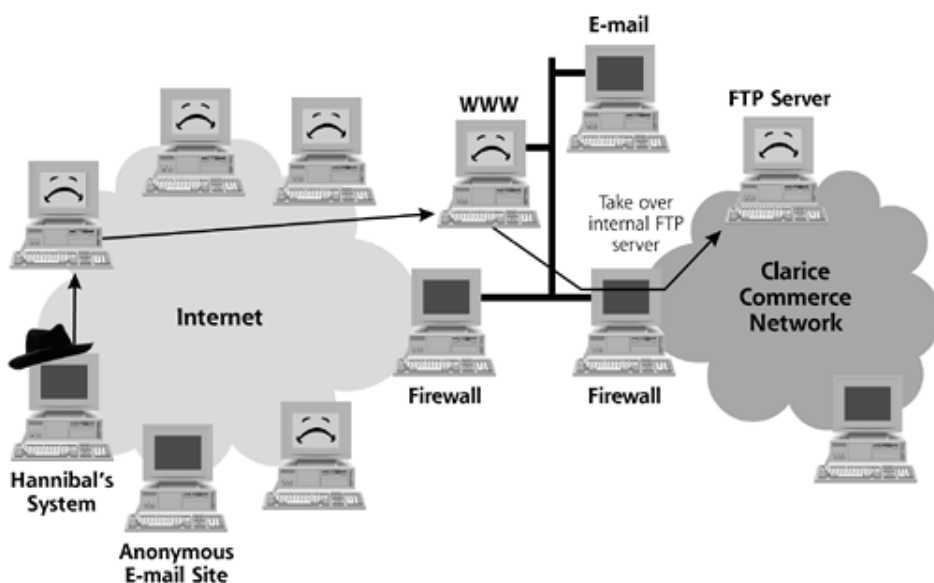 E-mail
WWW
FTP Server
Take over
internal FTP
server
Clarice
Commerce
Network
Internet
Firewall
Firewall
Hannibal's
System
Anonymous
E-mail Site